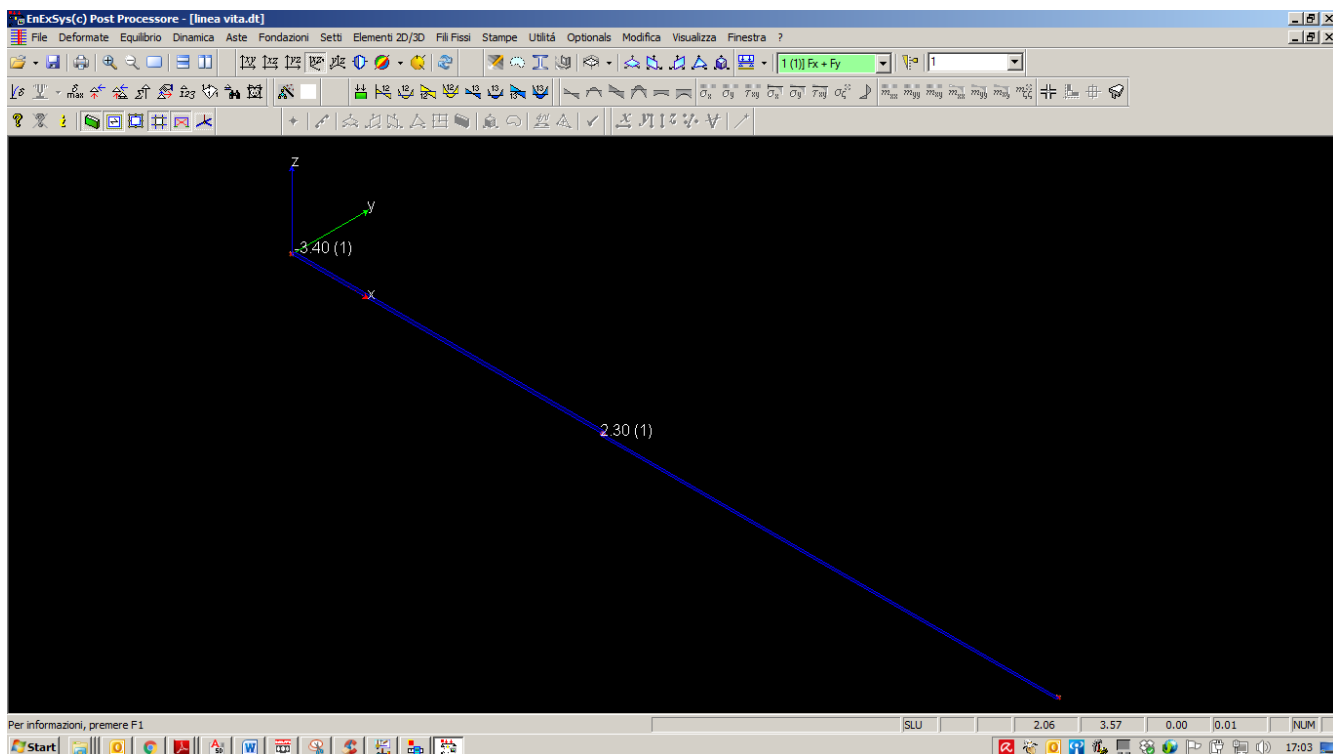 EnExSys(c) Post Processore - [linea vita.dt]
File Deformate Equilibrio Dinamica Aste Fondazioni Setti Elementi 2D/3D Fili Fissi Stampe Utilitá Optionals Modifica Visualizza Finestra ?
1 (1)] Fx + Fy
1
z
y
-3.40 (1)
x
2.30 (1)
Per informazioni, premere F1
SLU
2.06
3.57
0.00
0.01
NUM
Start
17:03